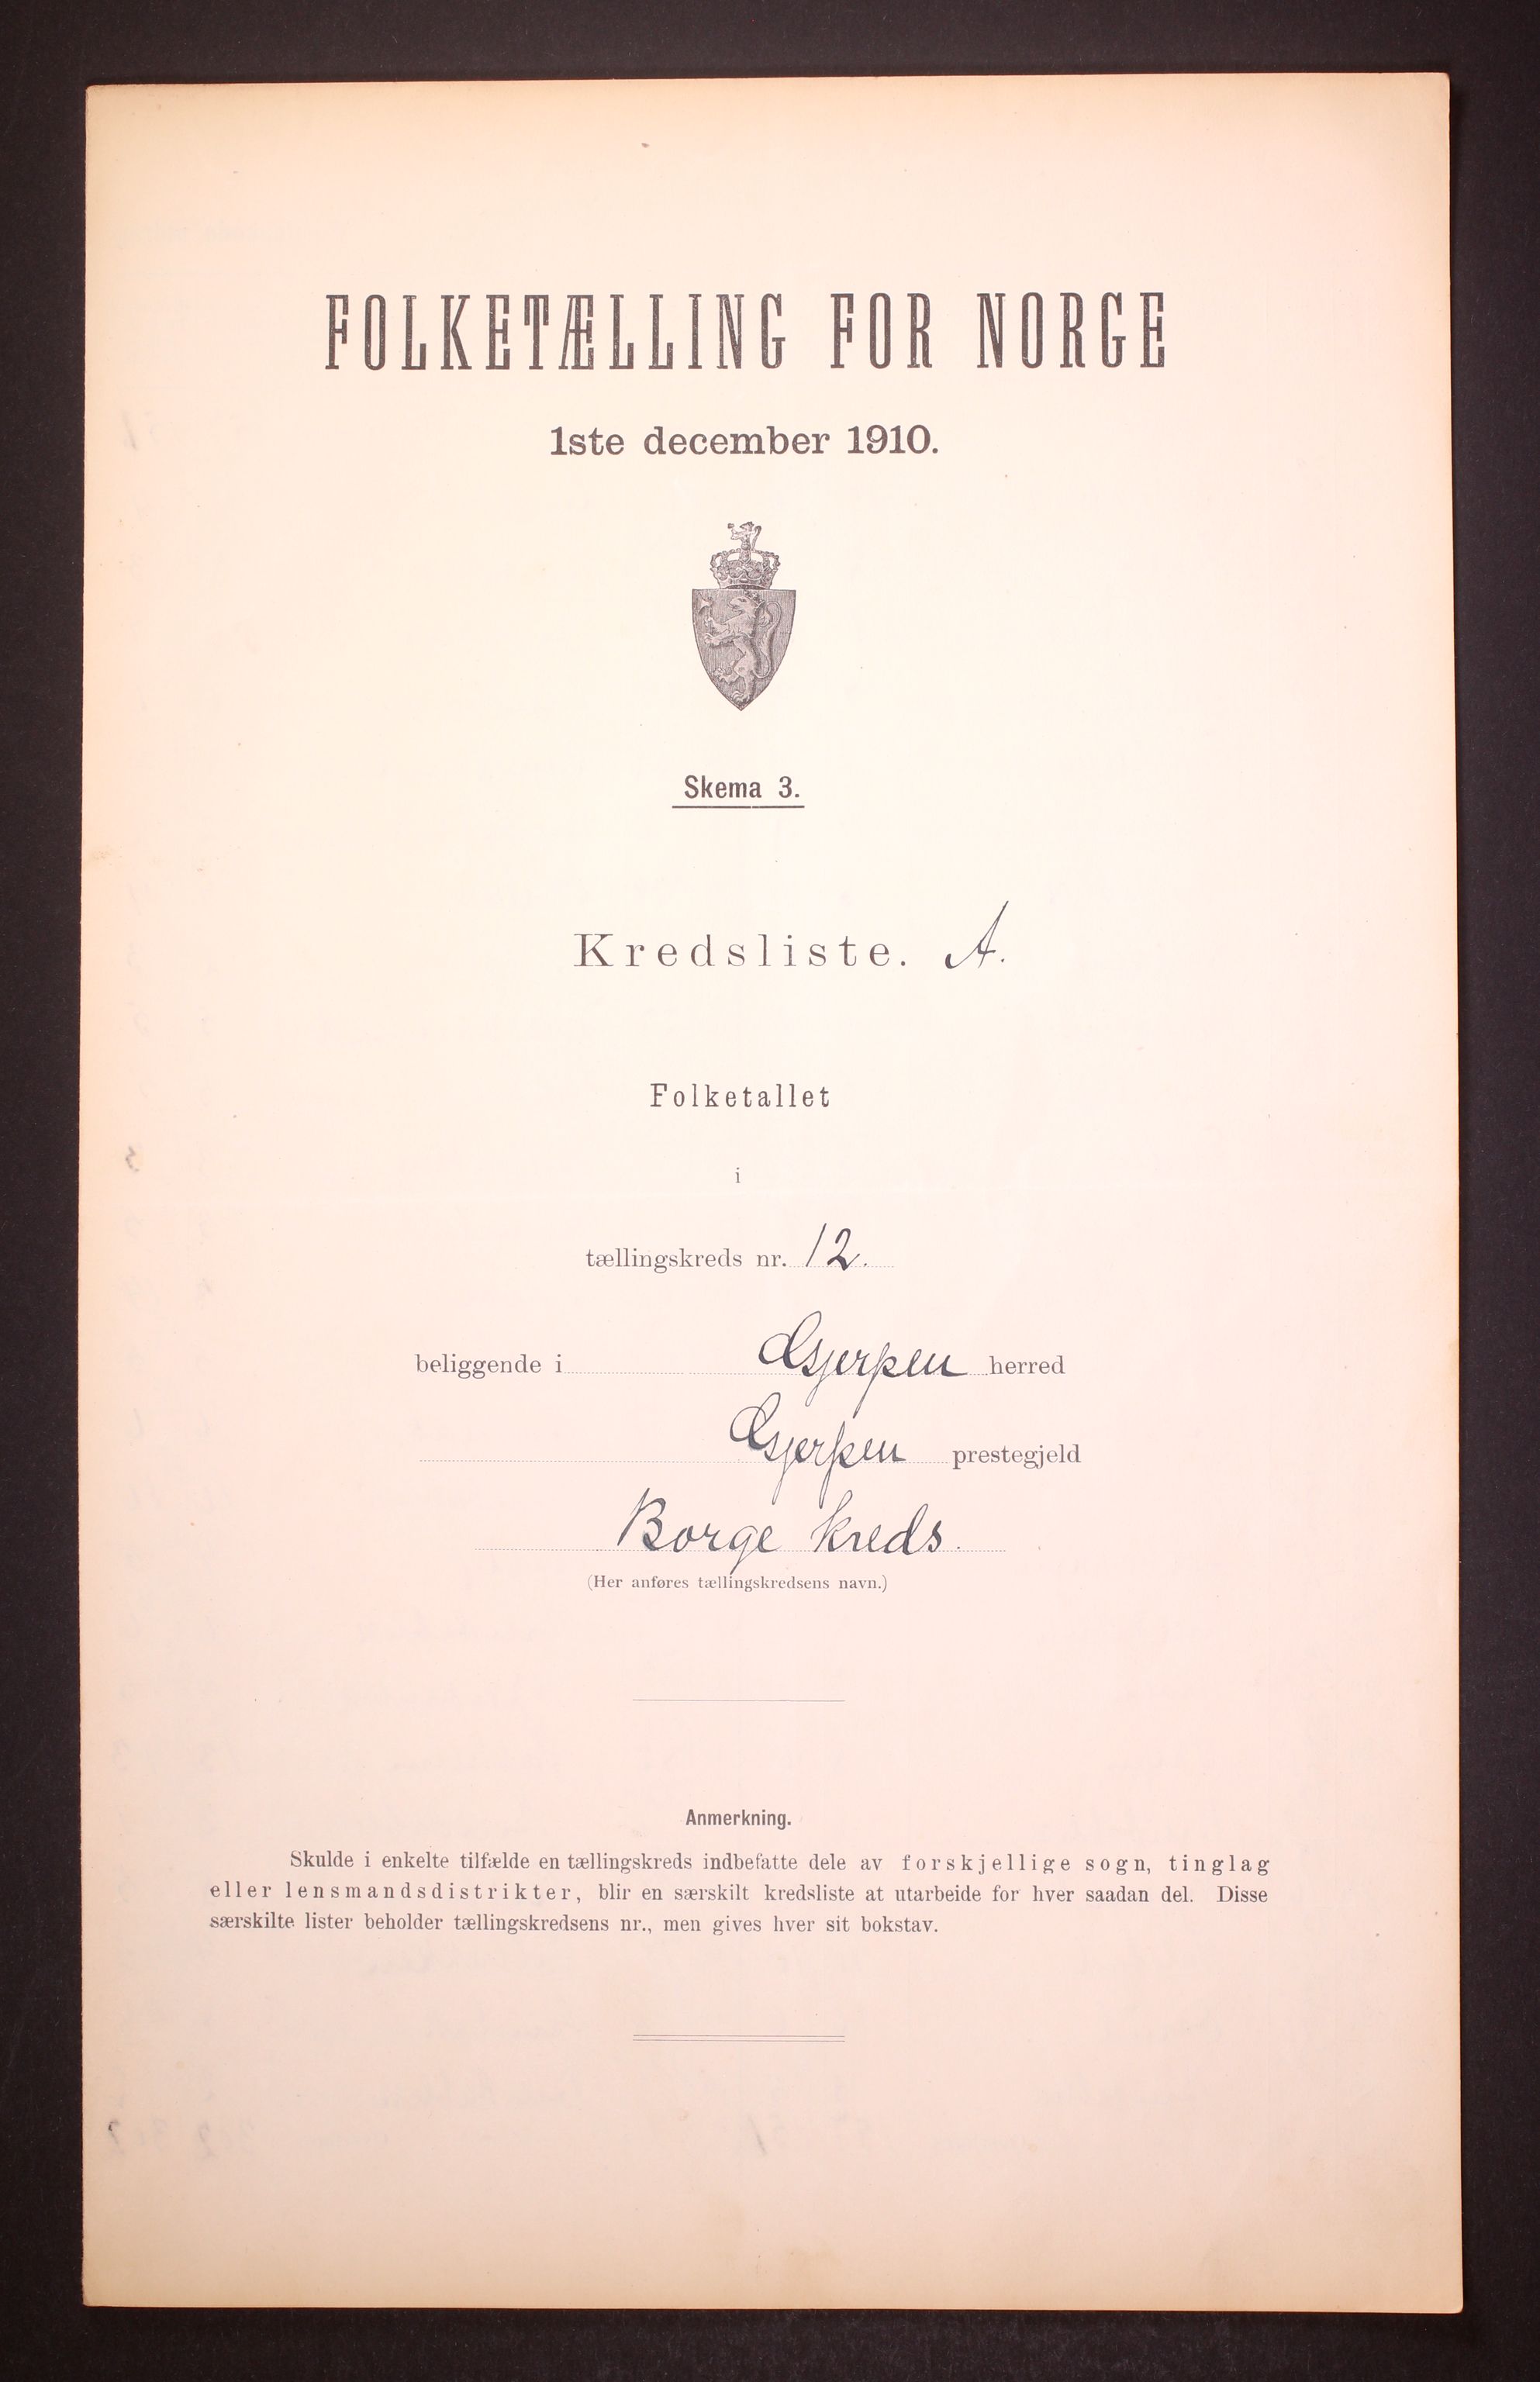 FOLKETÆLLING FOR NORGE
1ste december 1910.
Skema 3.
Kredsliste. A.
Folketallet
i
tællingskreds nr. 12.
beliggende i Gjerpen herred
Gjerpen prestegjeld
Borge kreds.
(Her anføres tællingskredsens navn.)
Anmerkning.
Skulde i enkelte tilfælde en tællingskreds indbefatte dele av forskjellige sogn, tinglag
eller lensmandsdistrikter, blir en særskilt kredsliste at utarbeide for hver saadan del. Disse
særskilte lister beholder tællingskredsens nr., men gives hver sit bokstav.